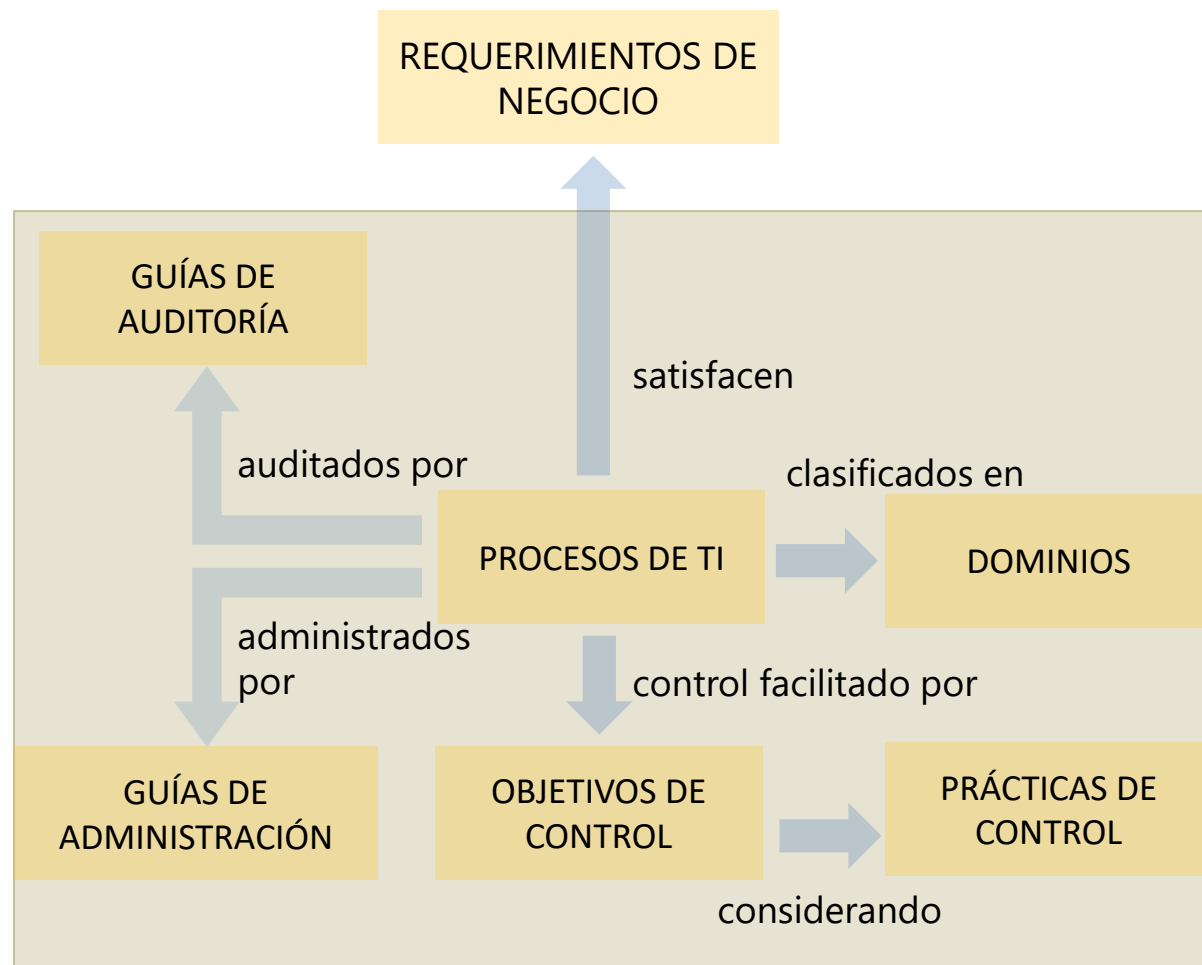 REQUERIMIENTOS DE
NEGOCIO
GUÍAS DE
AUDITORÍA
satisfacen
auditados por
clasificados en
PROCESOS DE TI
DOMINIOS
administrados
por
control facilitado por
GUÍAS DE
ADMINISTRACIÓN
OBJETIVOS DE
CONTROL
PRÁCTICAS DE
CONTROL
considerando